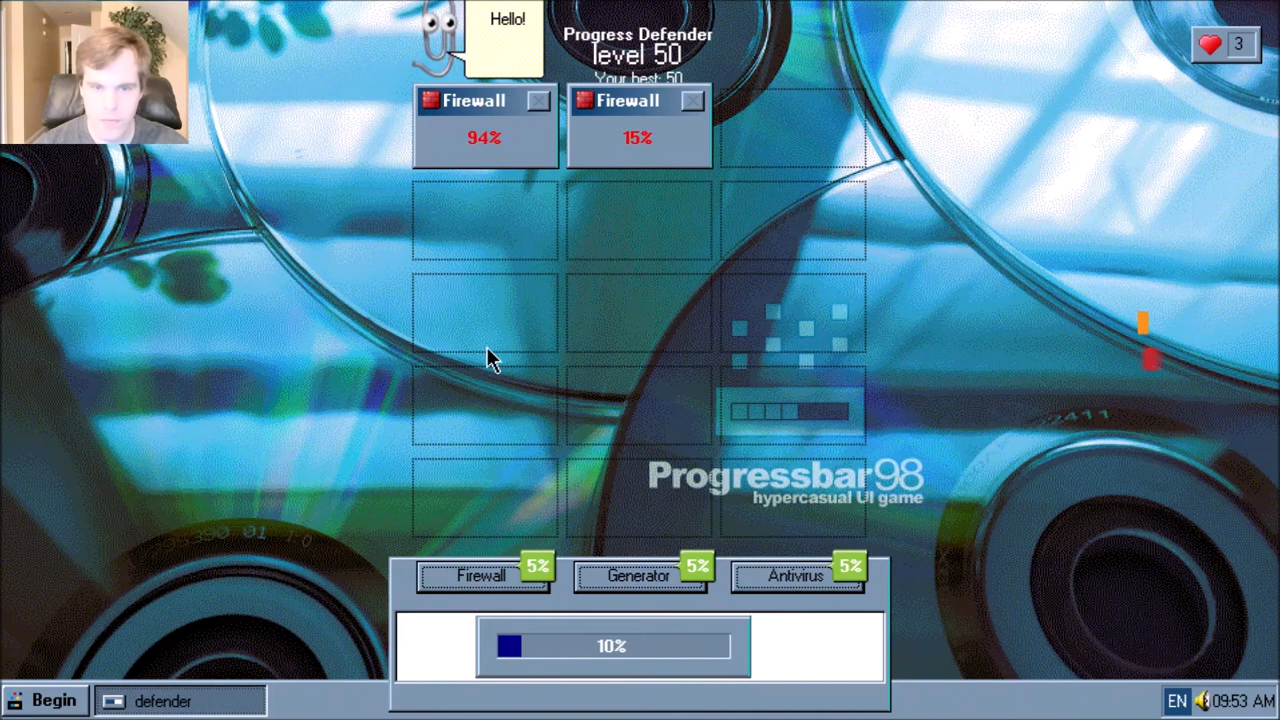 Hello!
Progress Defender
level 50
Your best: 50
3
Firewall
94%
Firewall
15%
22411
Progressbar98
hypercasual UI game
Firewall
5%
Generator
5%
Antivirus
5%
10%
Begin
defender
EN
09:53 AM